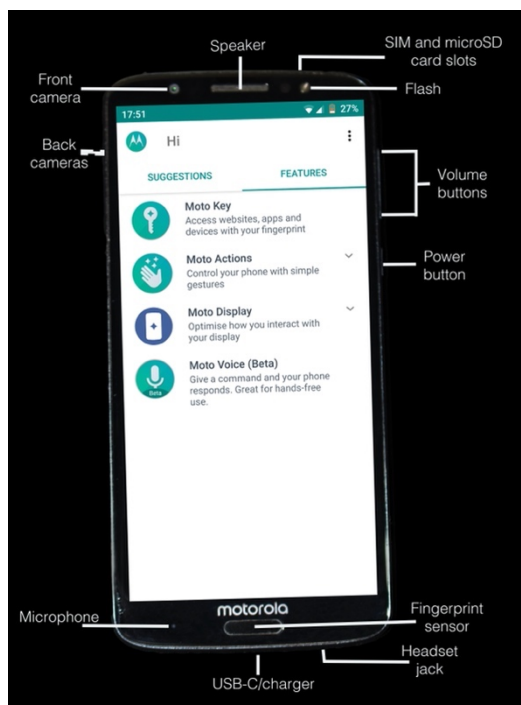 Speaker
SIM and microSD
card slots
Front
camera
Flash
17:51
27%
Back
cameras
Hi
Volume
buttons
SUGGESTIONS
FEATURES
Moto Key
Access websites, apps and
devices with your fingerprint
Moto Actions
Control your phone with simple
gestures
Power
button
Moto Display
Optimise how you interact with
your display
Moto Voice (Beta)
Give a command and your phone
responds. Great for hands-free
use.
Beta
motorola
Microphone
Fingerprint
sensor
Headset
jack
USB-C/charger